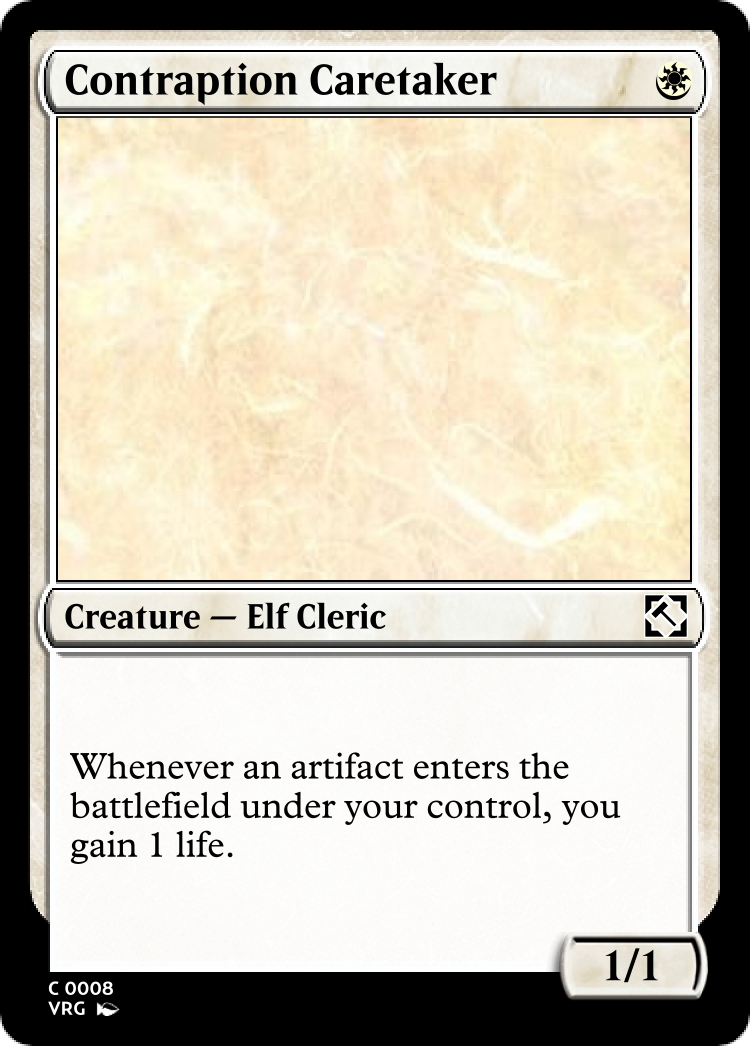 Contraption Caretaker
Creature — Elf Cleric
Whenever an artifact enters the
battlefield under your control, you
gain 1 life.
1/1
C 0008
VRG